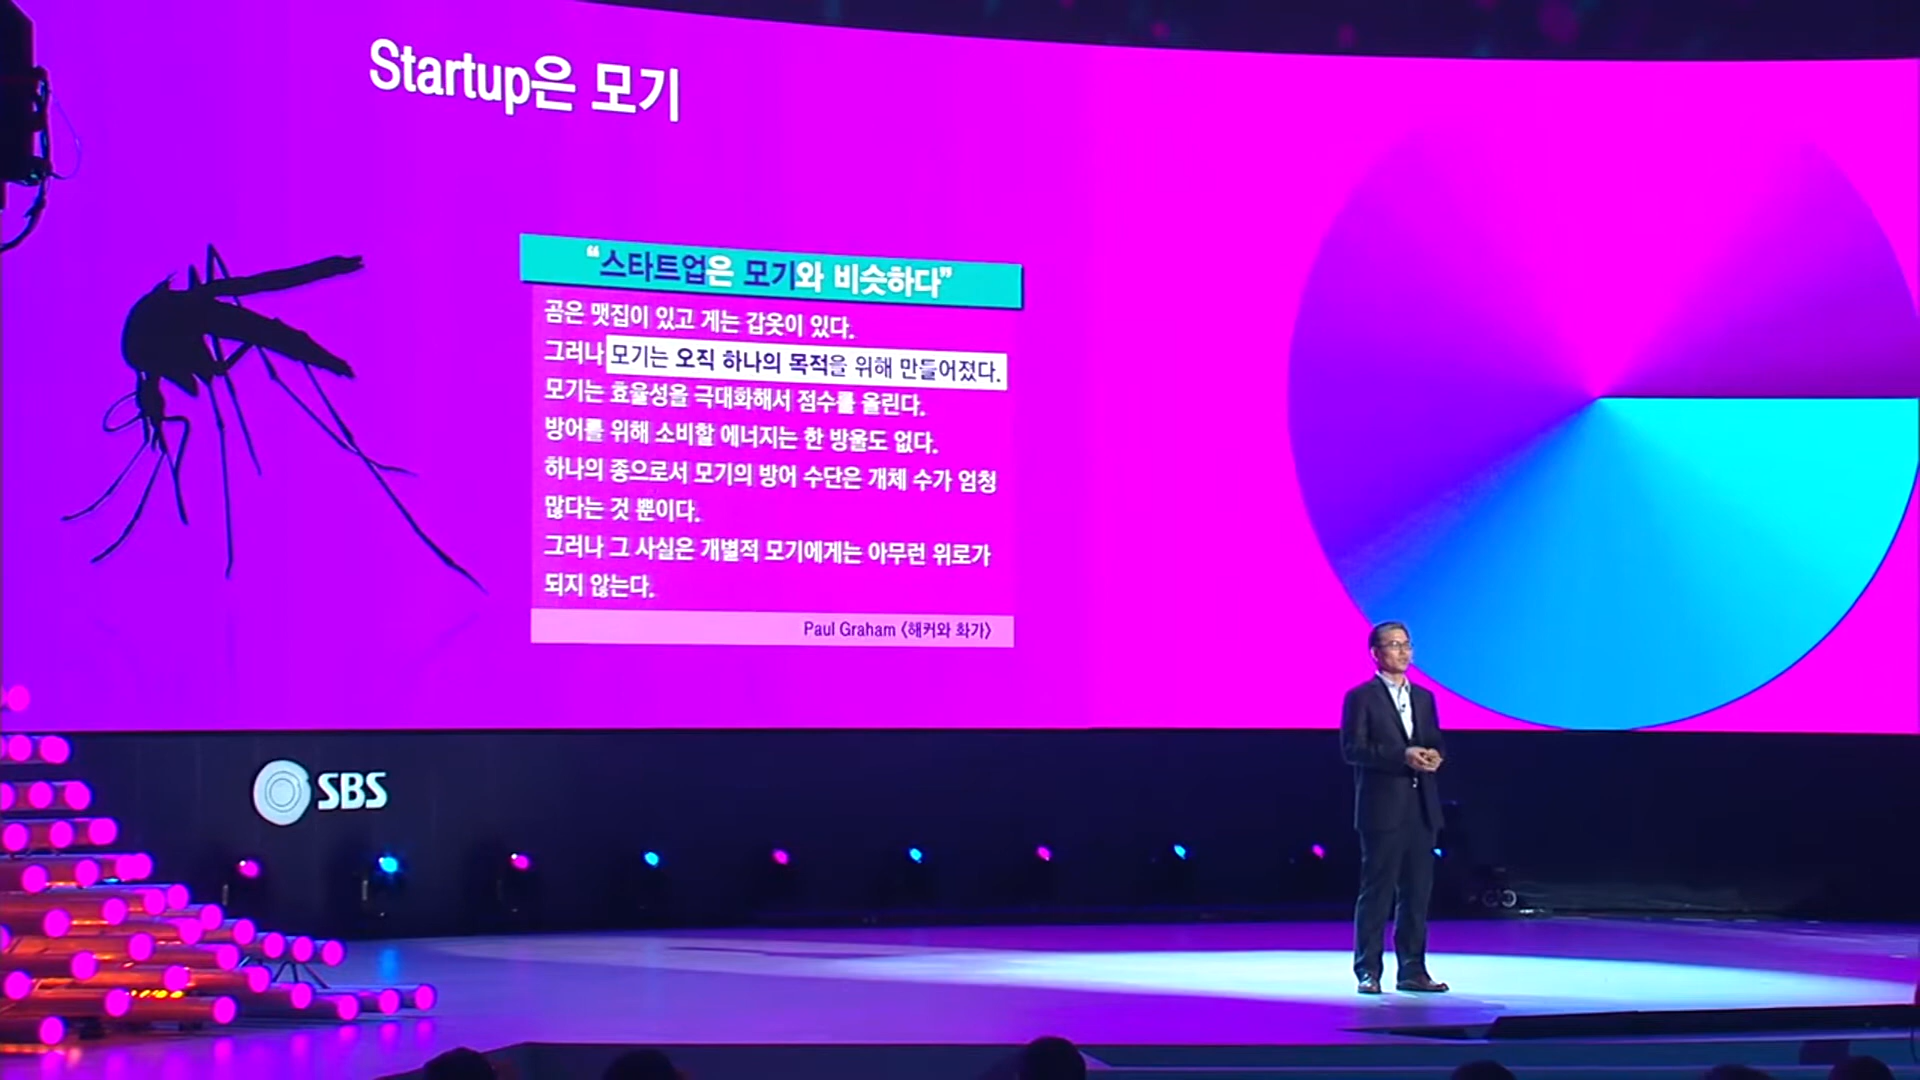 Startup은 모기
“스타트업은 모기와 비슷하다”
곰은 맷집이 있고 게는 갑옷이 있다.
그러나 모기는 오직 하나의 목적을 위해 만들어졌다.
모기는 효율성을 극대화해서 점수를 올린다.
방어를 위해 소비할 에너지는 한 방울도 없다.
하나의 종으로서 모기의 방어 수단은 개체 수가 엄청
많다는 것 뿐이다.
그러나 그 사실은 개별적 모기에게는 아무런 위로가
되지 않는다.
Paul Graham 〈해커와 화가〉
SBS